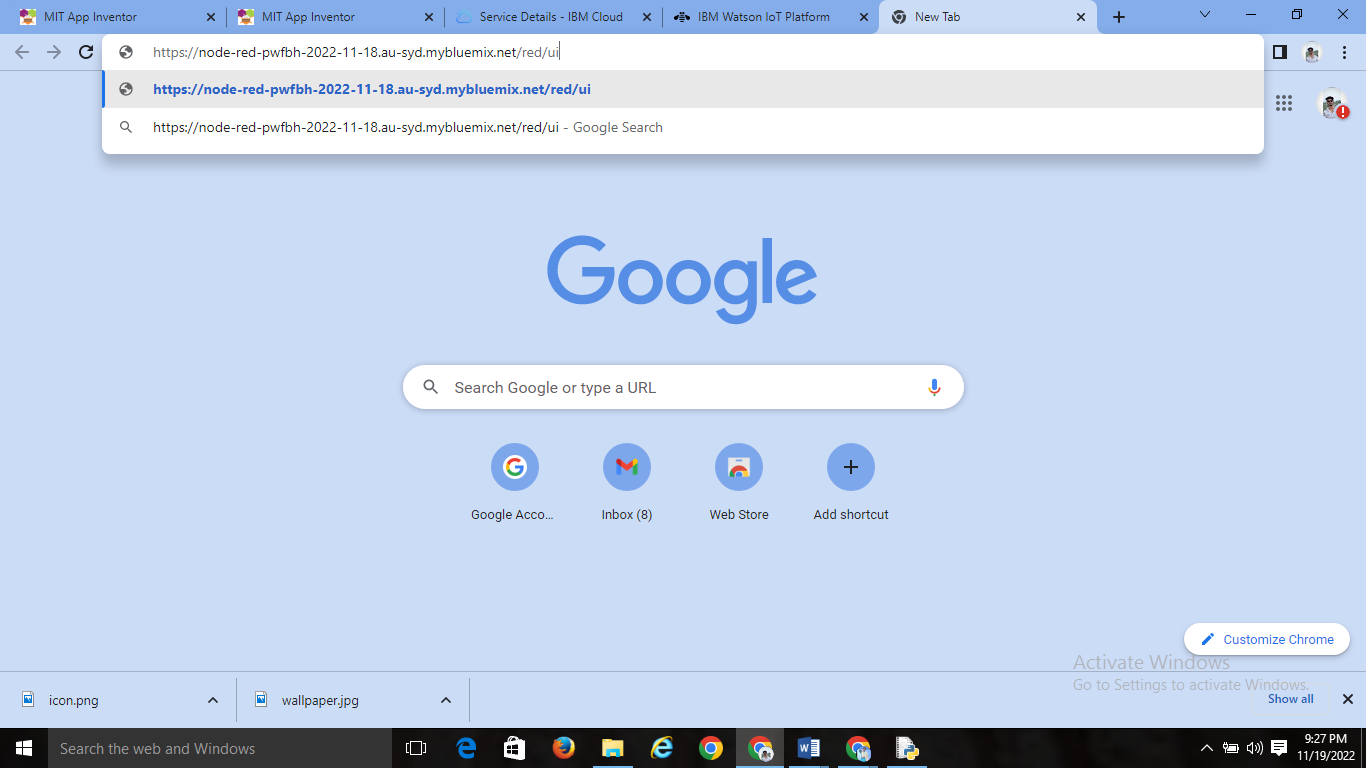 MIT App Inventor
MIT App Inventor
Service Details - IBM Cloud
IBM Watson IoT Platform
New Tab
https://node-red-pwfbh-2022-11-18.au-syd.mybluemix.net/red/ui
https://node-red-pwfbh-2022-11-18.au-syd.mybluemix.net/red/ui
https://node-red-pwfbh-2022-11-18.au-syd.mybluemix.net/red/ui - Google Search
Google
Search Google or type a URL
Google Acco...
Inbox (8)
Web Store
Add shortcut
Customize Chrome
Activate Windows
Go to Settings to activate Windows.
icon.png
wallpaper.jpg
Show all
Search the web and Windows
9:27 PM
11/19/2022